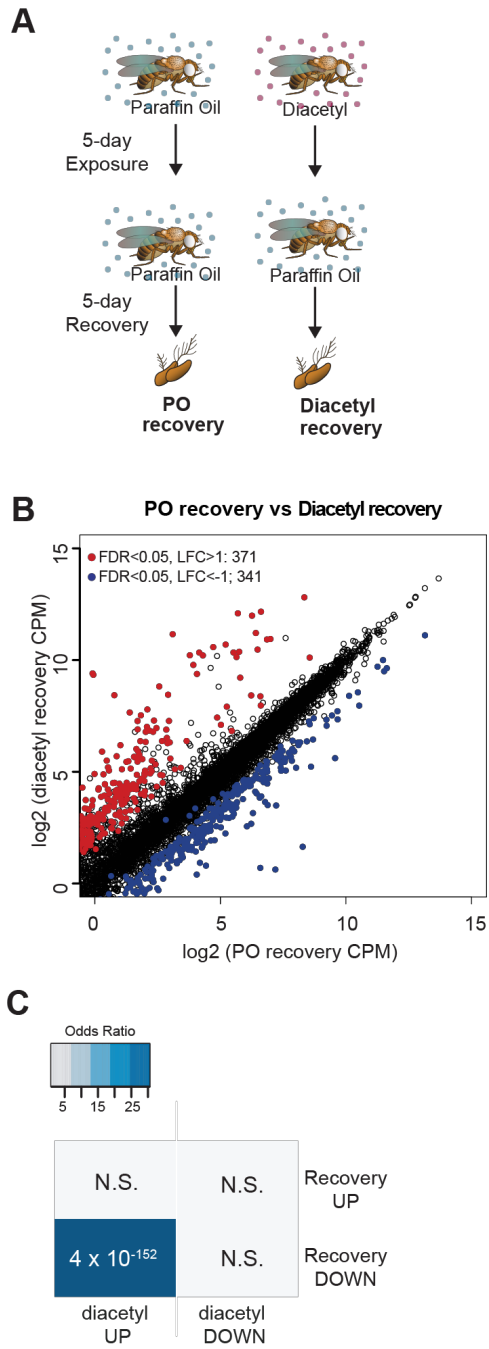 A
Paraffin Oil
Diacetyl
5-day
Exposure
Paraffin Oil
Paraffin Oil
5-day
Recovery
PO
recovery
Diacetyl
recovery
B
PO recovery vs Diacetyl recovery
FDR<0.05, LFC>1: 371
FDR<0.05, LFC<-1; 341
log2 (diacetyl recovery CPM)
15
10
5
0
0
5
10
15
log2 (PO recovery CPM)
C
Odds Ratio
5
15
25
N.S.
N.S.
Recovery
UP
4 x 10-152
N.S.
Recovery
DOWN
diacetyl
UP
diacetyl
DOWN